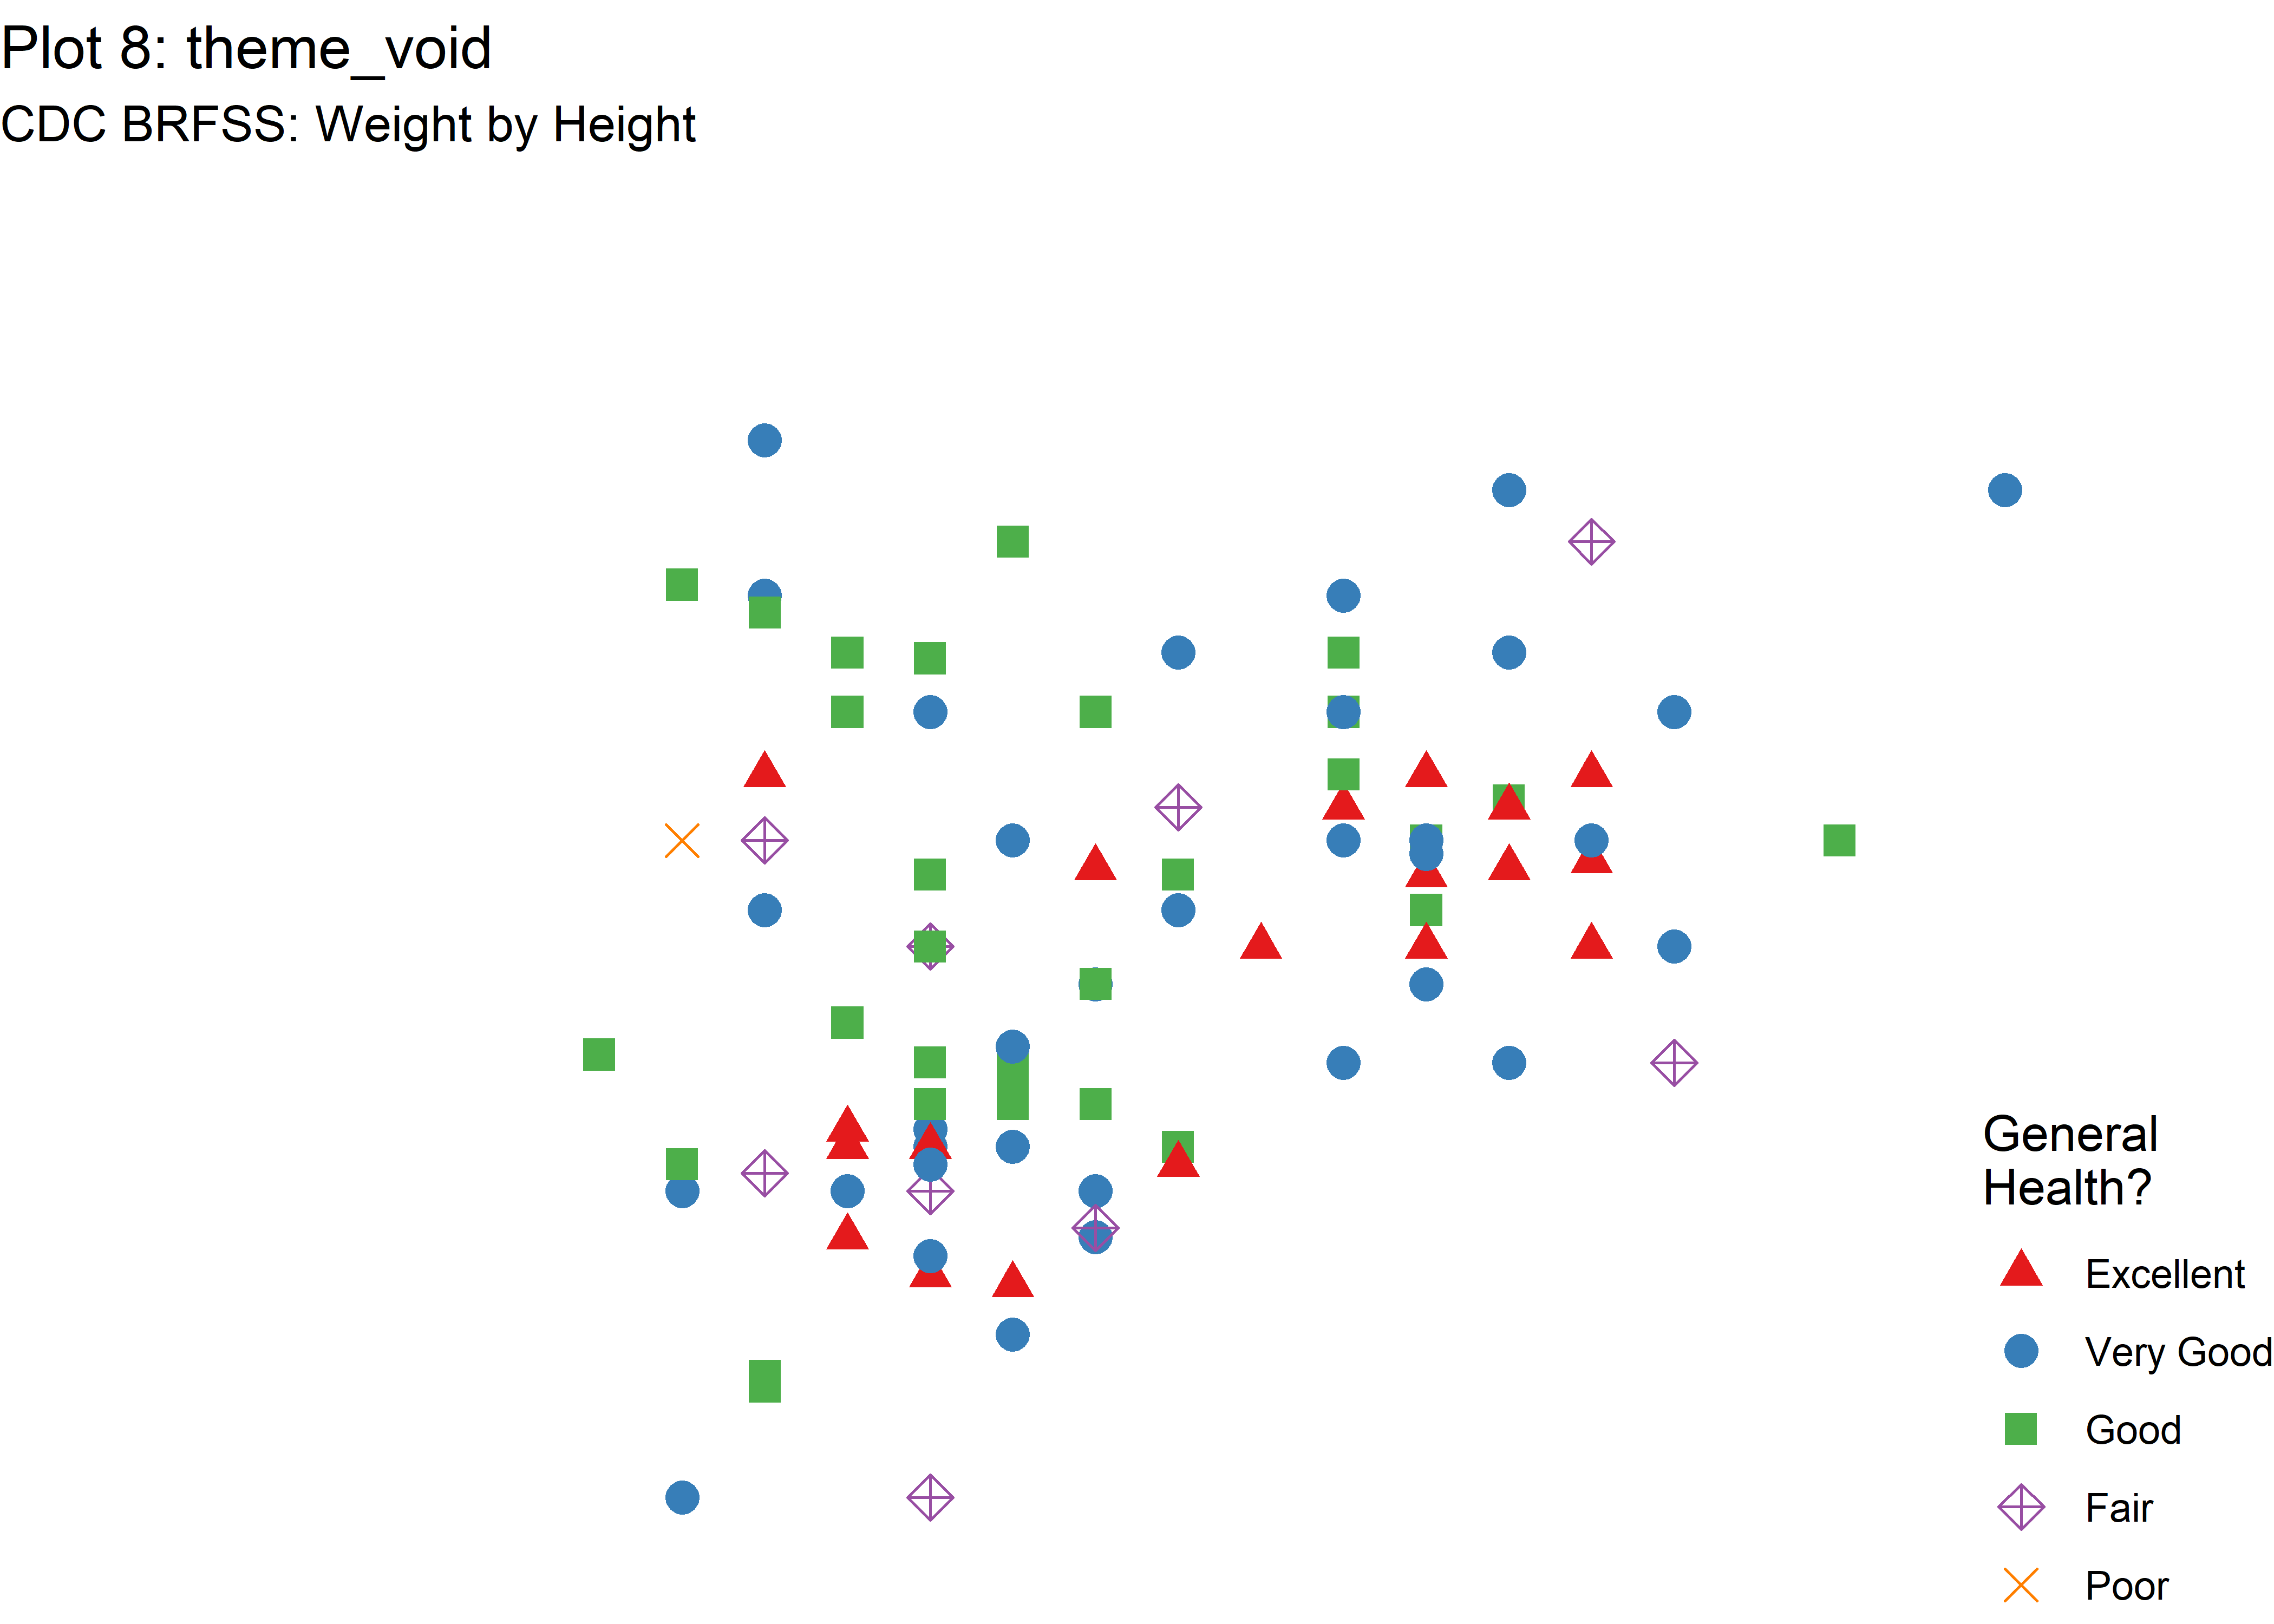 Plot 8: theme_void
CDC BRFSS: Weight by Height
General
Health?
Excellent
Very Good
Good
Fair
Poor